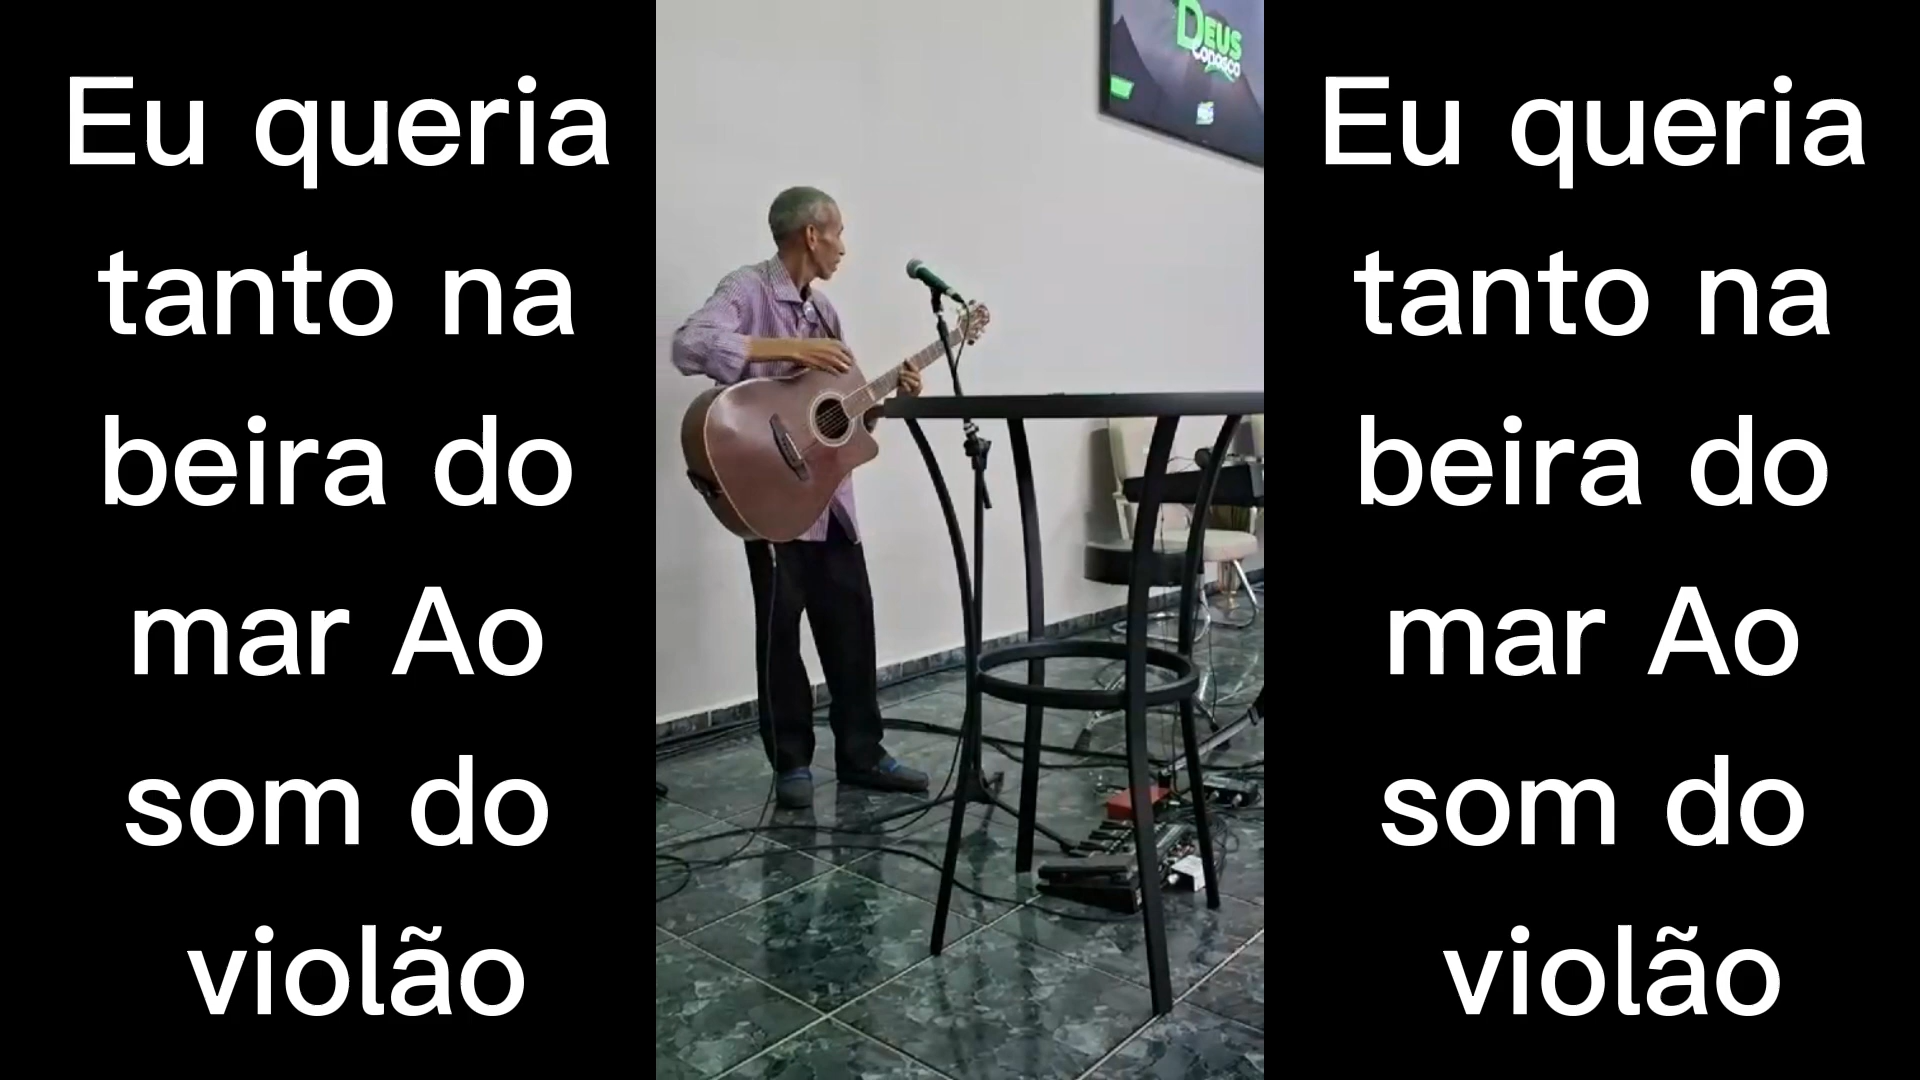 Eu queria
tanto na
beira do
mar Ao
som do
violão
DEUS
Conosco
Eu queria
tanto na
beira do
mar Ao
som do
violão